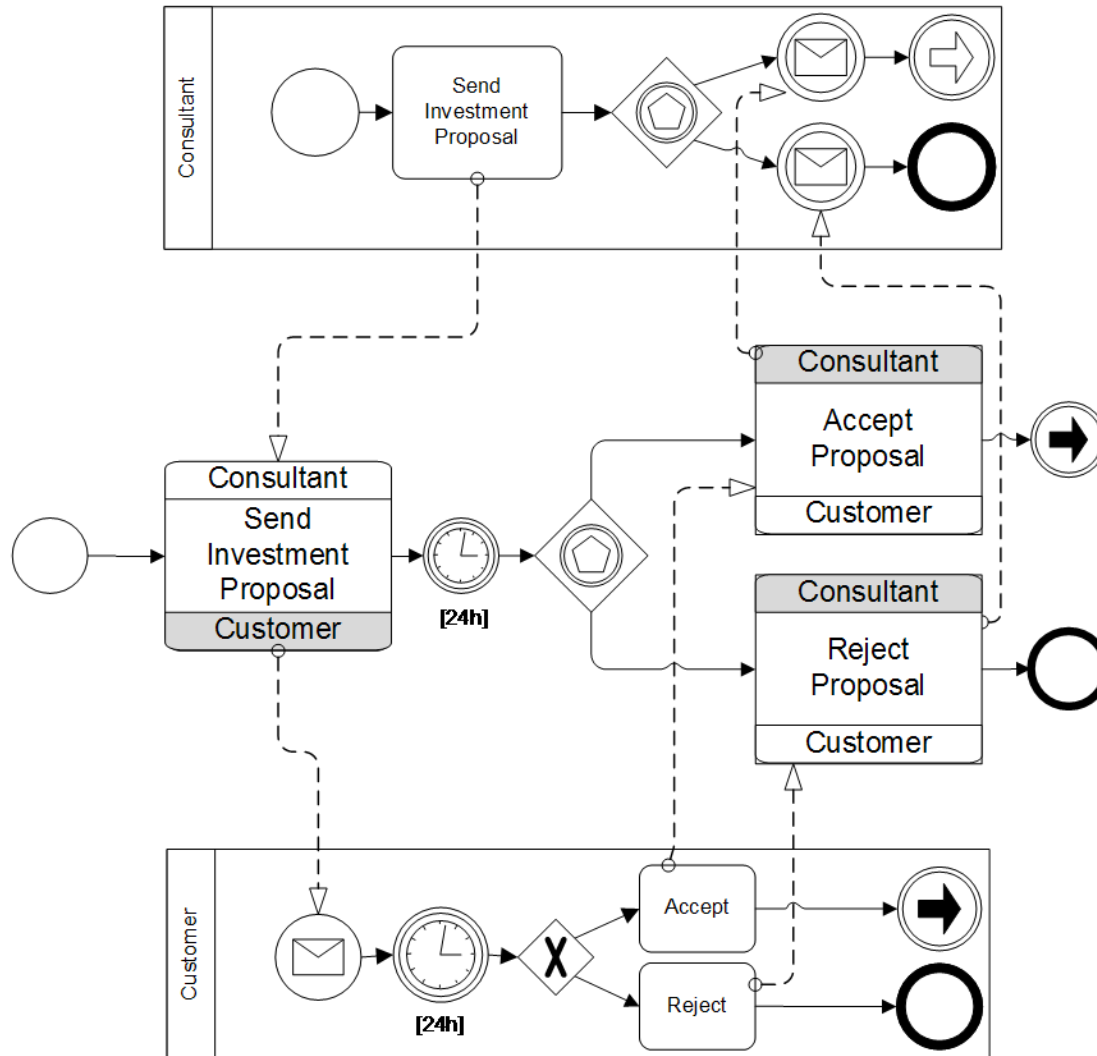 Consultant
Send
Investment
Proposal
Consultant
Accept
Proposal
Customer
Consultant
Send
Investment
Proposal
Customer
[24h]
Consultant
Reject
Proposal
Customer
Customer
[24h]
Accept
Reject